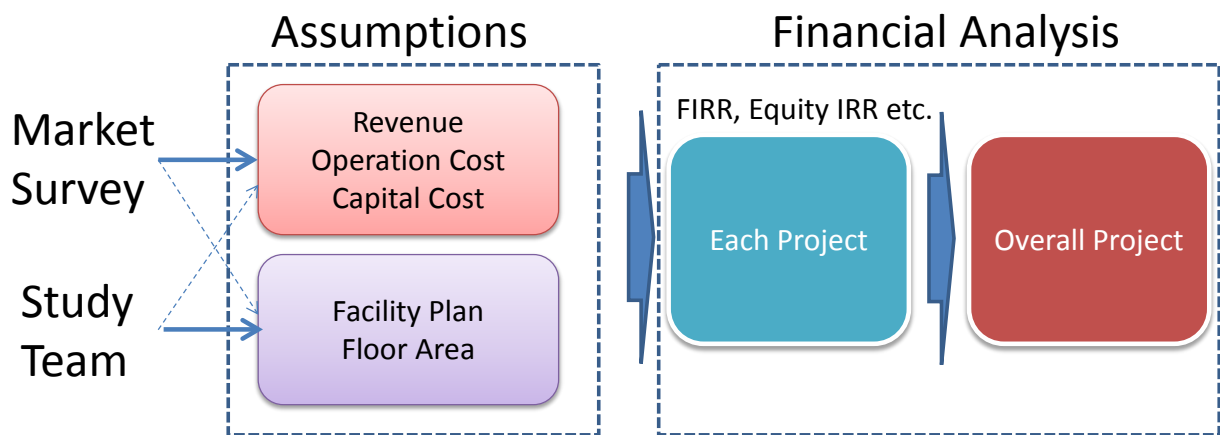 Assumptions
Financial Analysis
Market
Survey
Study
Team
Revenue
Operation Cost
Capital Cost
Facility Plan
Floor Area
FIRR, Equity IRR etc.
Each Project
Overall Project